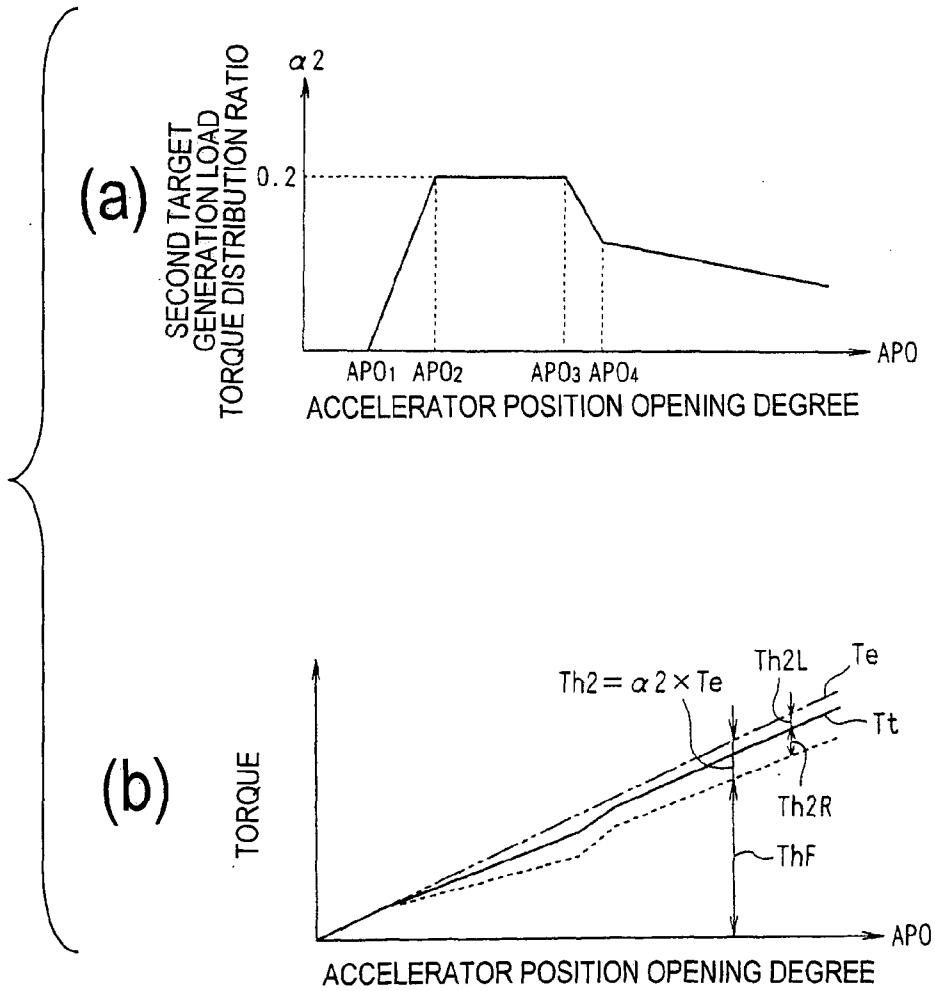 (a)
α2
SECOND TARGET
GENERATION LOAD
TORQUE DISTRIBUTION RATIO
0.2
APO1 APO2 APO3 APO4
APO
ACCELERATOR POSITION OPENING DEGREE
(b)
TORQUE
Th2=α2×Te
Th2L
Te
Tt
Th2R
ThF
APO
ACCELERATOR POSITION OPENING DEGREE